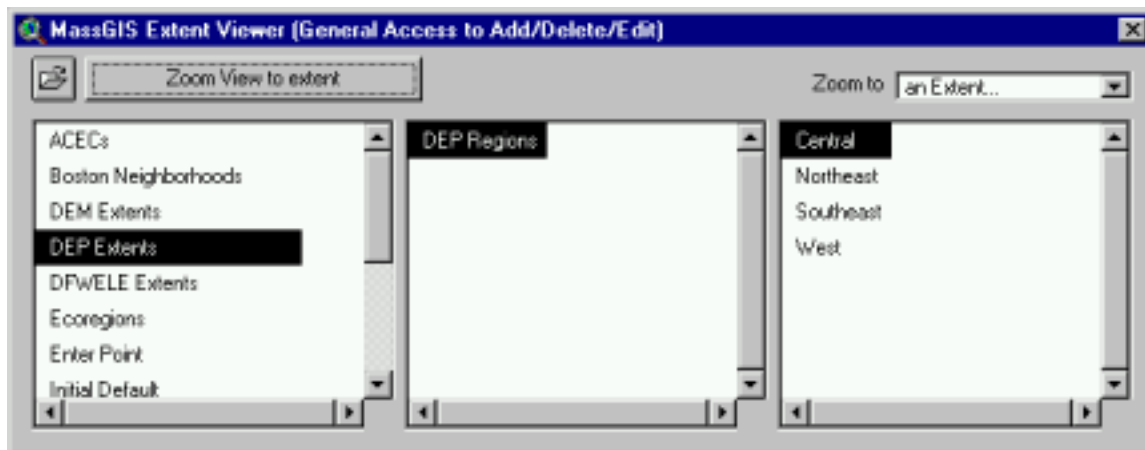 MassGIS Extent Viewer (General Access to Add/Delete/Edit)
Zoom View to extent
Zoom to an Extent...
ACECs
Boston Neighborhoods
DEM Extents
DEP Extents
DFWELE Extents
Ecoregions
Enter Point
Initial Default
DEP Regions
Central
Northeast
Southeast
West